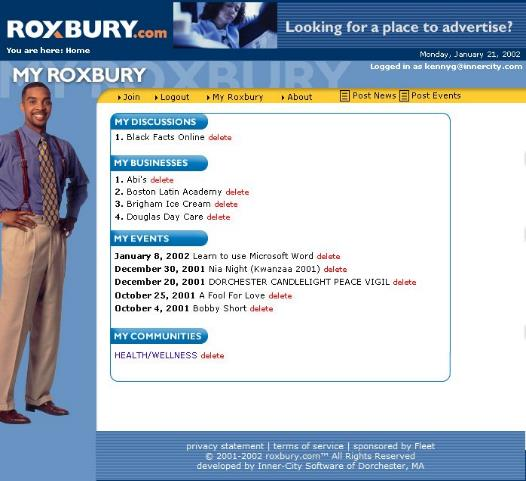 ROXBURY.com
Looking for a place to advertise?
You are here: Home
Monday, January 21, 2002
Logged in as kennyg@innercity.com
MY ROXBURY
MY ROXBURY
Join Logout My Roxbury About Post News Post Events
MY DISCUSSIONS
1. Black Facts Online delete
MY BUSINESSES
1. Abi's delete
2. Boston Latin Academy delete
3. Brigham Ice Cream delete
4. Douglas Day Care delete
MY EVENTS
January 8, 2002 Learn to use Microsoft Word delete
December 30, 2001 Nia Night (Kwanzaa 2001) delete
December 20, 2001 DORCHESTER CANDLELIGHT PEACE VIGIL delete
October 25, 2001 A Fool For Love delete
October 4, 2001 Bobby Short delete
MY COMMUNITIES
HEALTH/WELLNESS delete
privacy statement | terms of service | sponsored by Fleet
© 2001-2002 roxbury.com™ All Rights Reserved
developed by Inner-City Software of Dorchester, MA